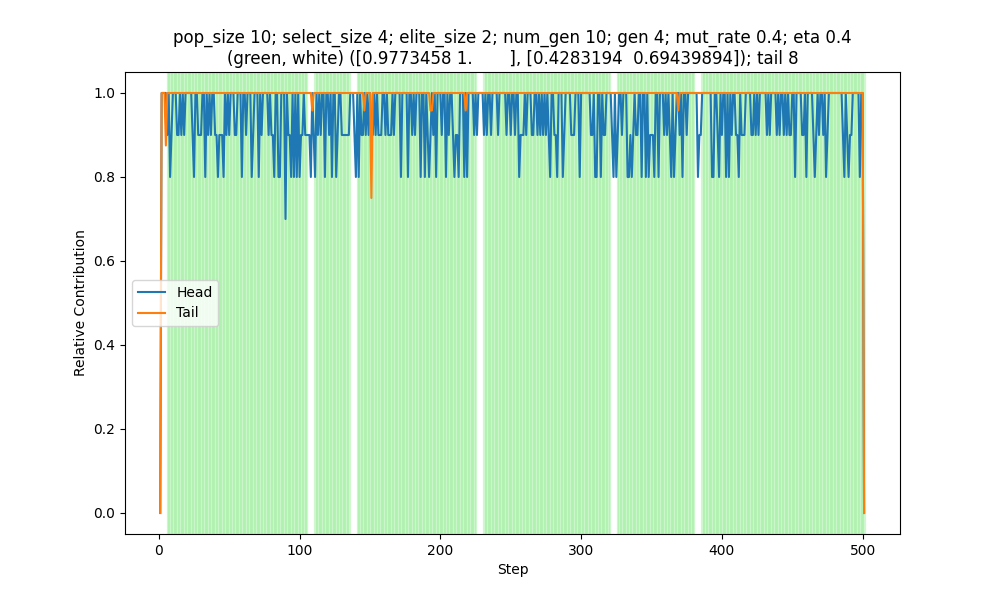 pop_size 10; select_size 4; elite_size 2; num_gen 10; gen 4; mut_rate 0.4; eta 0.4
(green, white) ([0.9773458 1.       ], [0.4283194  0.69439894]); tail 8
1.0
0.8
0.6
0.4
0.2
0.0
Relative Contribution
Head
Tail
0
100
200
300
400
500
Step